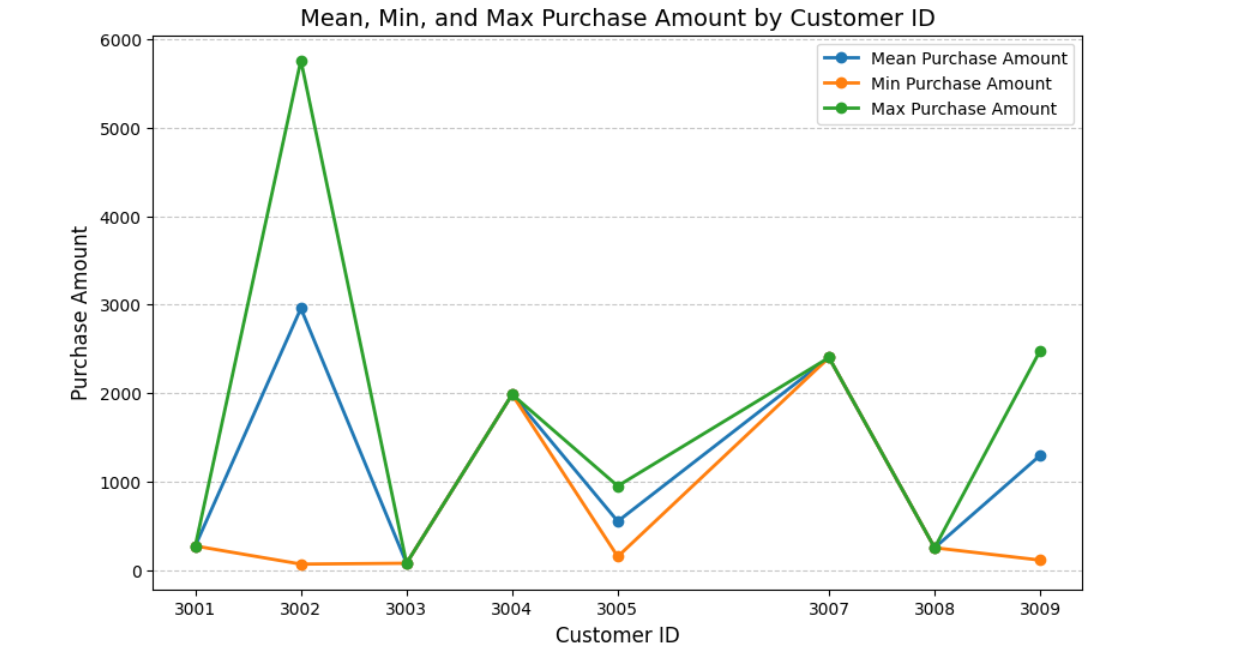 Mean, Min, and Max Purchase Amount by Customer ID
Mean Purchase Amount
Min Purchase Amount
Max Purchase Amount
Purchase Amount
6000
5000
4000
3000
2000
1000
0
3001 3002 3003 3004 3005 3007 3008 3009
Customer ID